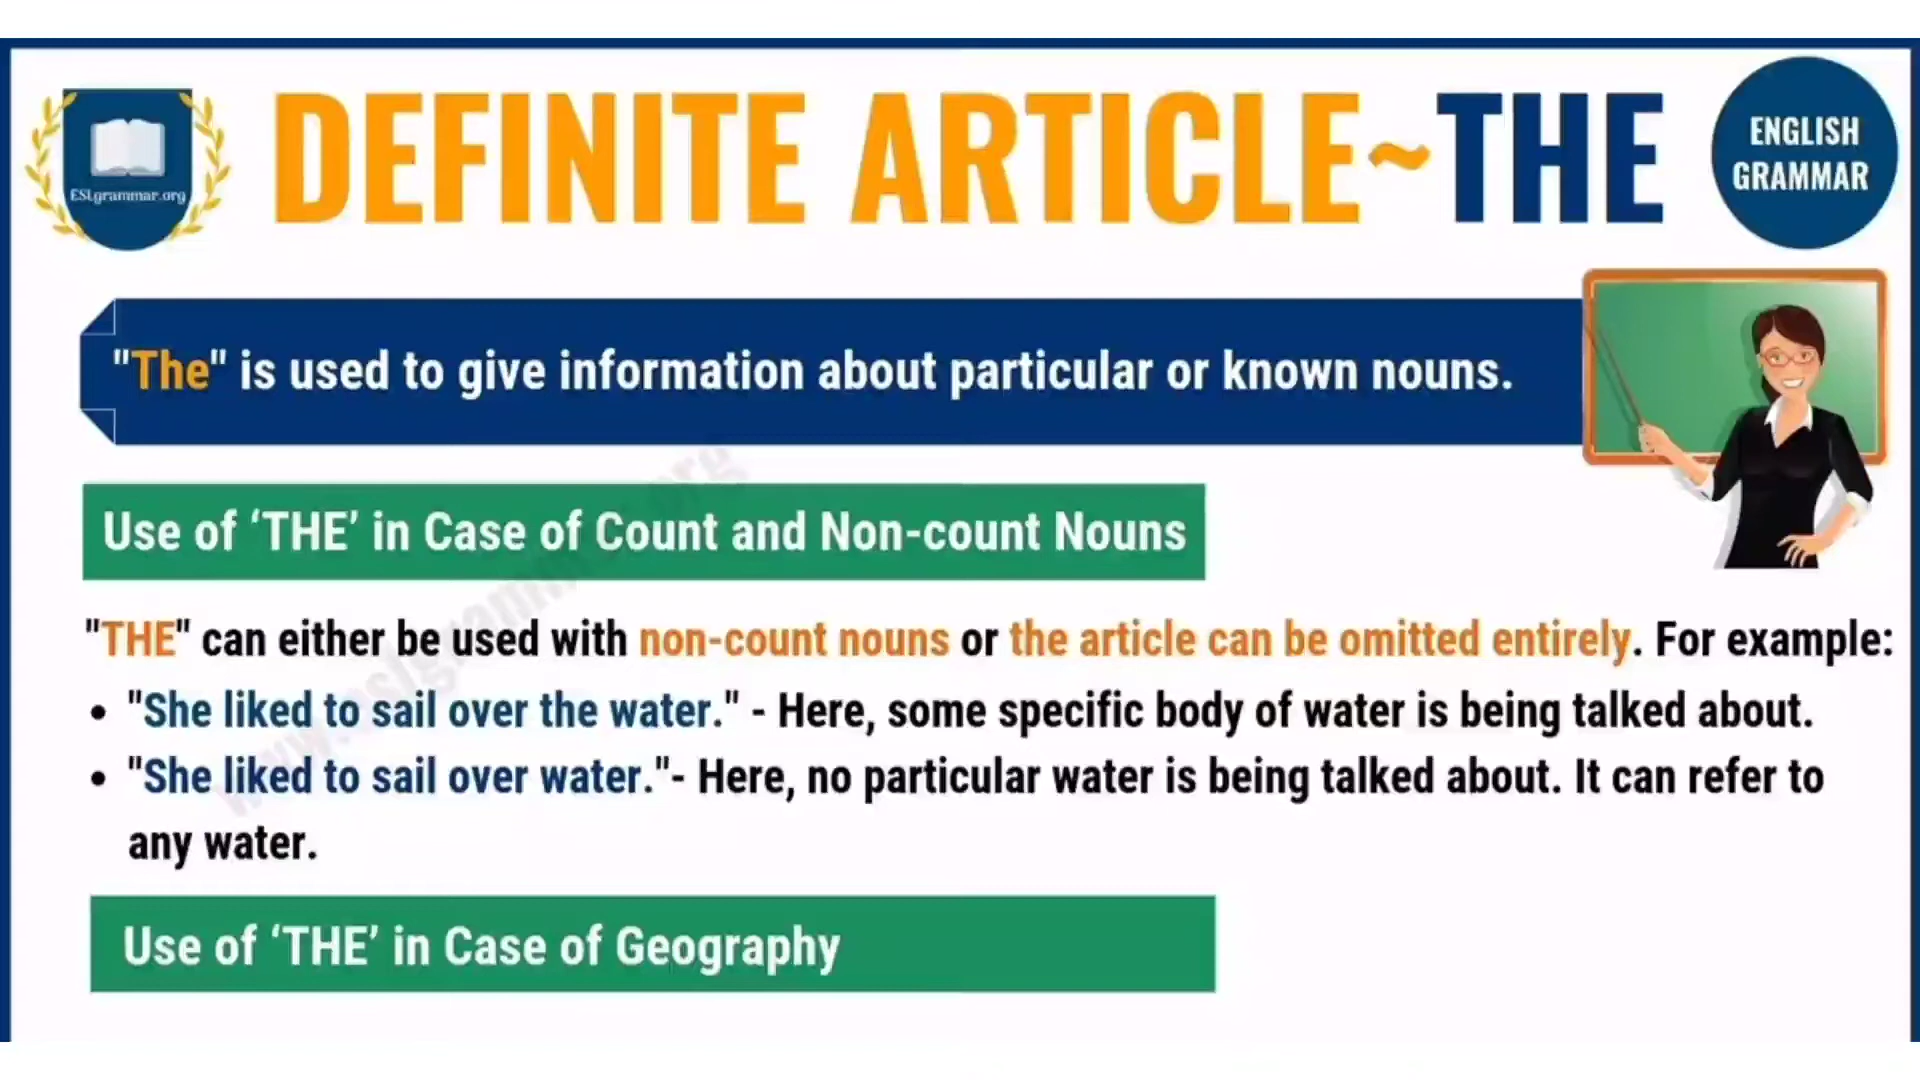 DEFINITE ARTICLE~THE
ENGLISH
GRAMMAR
ESLgrammar.org
"The" is used to give information about particular or known nouns.
Use of ‘THE’ in Case of Count and Non-count Nouns
"THE" can either be used with non-count nouns or the article can be omitted entirely. For example:
• "She liked to sail over the water." - Here, some specific body of water is being talked about.
• "She liked to sail over water."- Here, no particular water is being talked about. It can refer to
any water.
www.eslgrammar.org
Use of ‘THE’ in Case of Geography